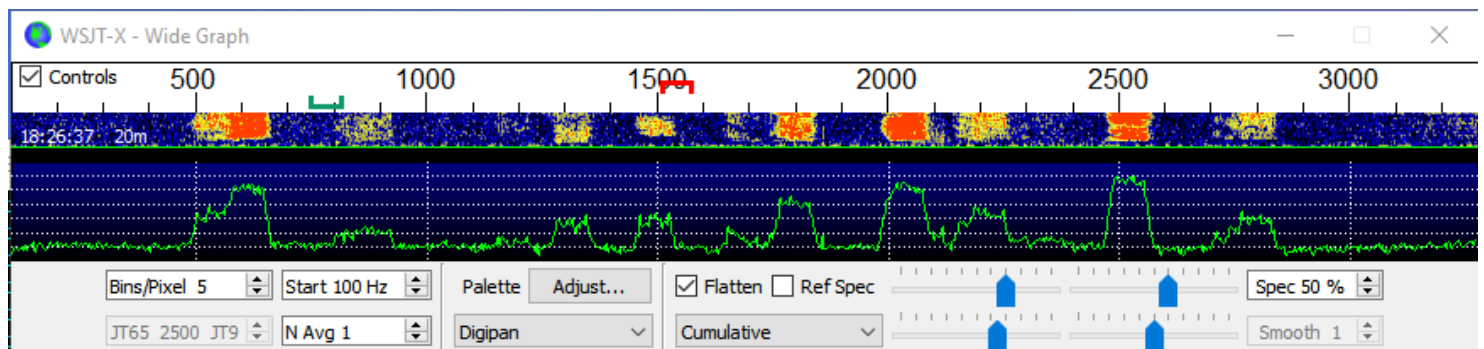 WSJT-X - Wide Graph
Controls 500 1000 1500 2000 2500 3000
18:26:37 20m
Bins/Pixel 5 Start 100 Hz Palette Adjust... Flatten Ref Spec Spec 50 %
JT65 2500 JT9 N Avg 1 Digipan Cumulative Smooth 1